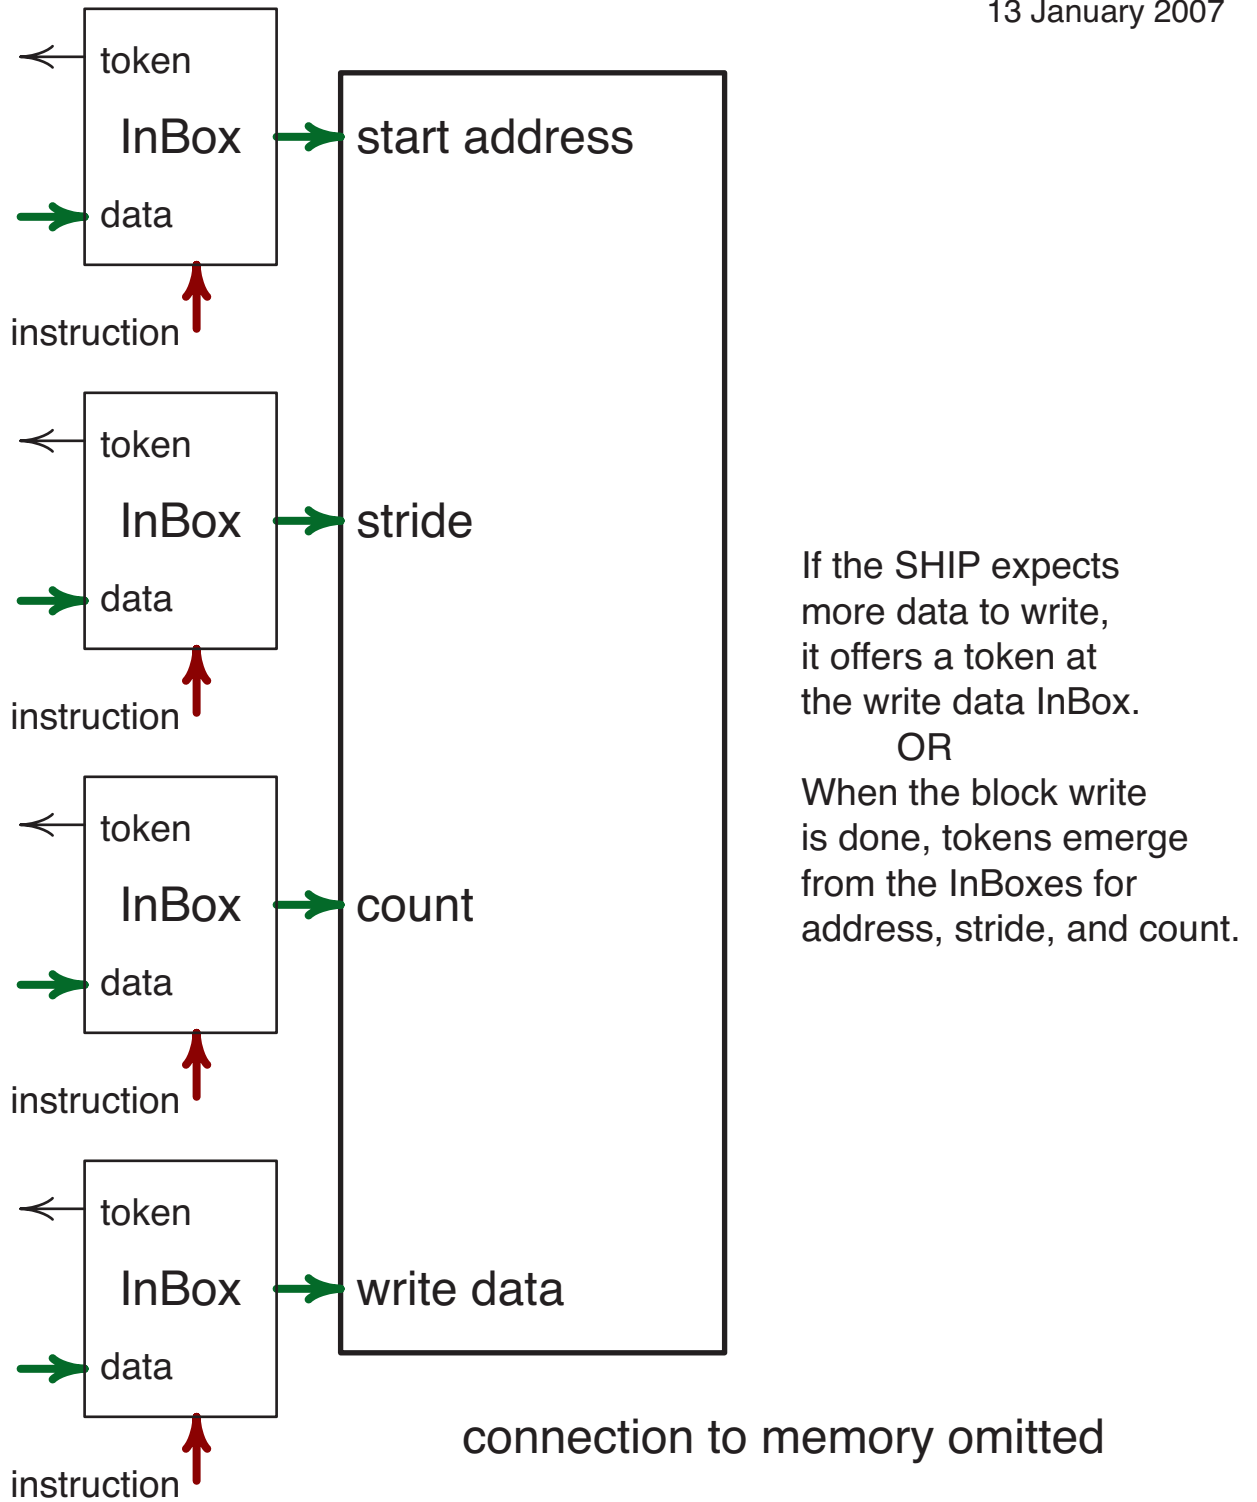 13 January 2007
token
InBox
start address
data
instruction
token
InBox
stride
data
instruction
token
InBox
count
data
instruction
token
InBox
write data
data
instruction
If the SHIP expects
more data to write,
it offers a token at
the write data InBox.
OR
When the block write
is done, tokens emerge
from the InBoxes for
address, stride, and count.
connection to memory omitted